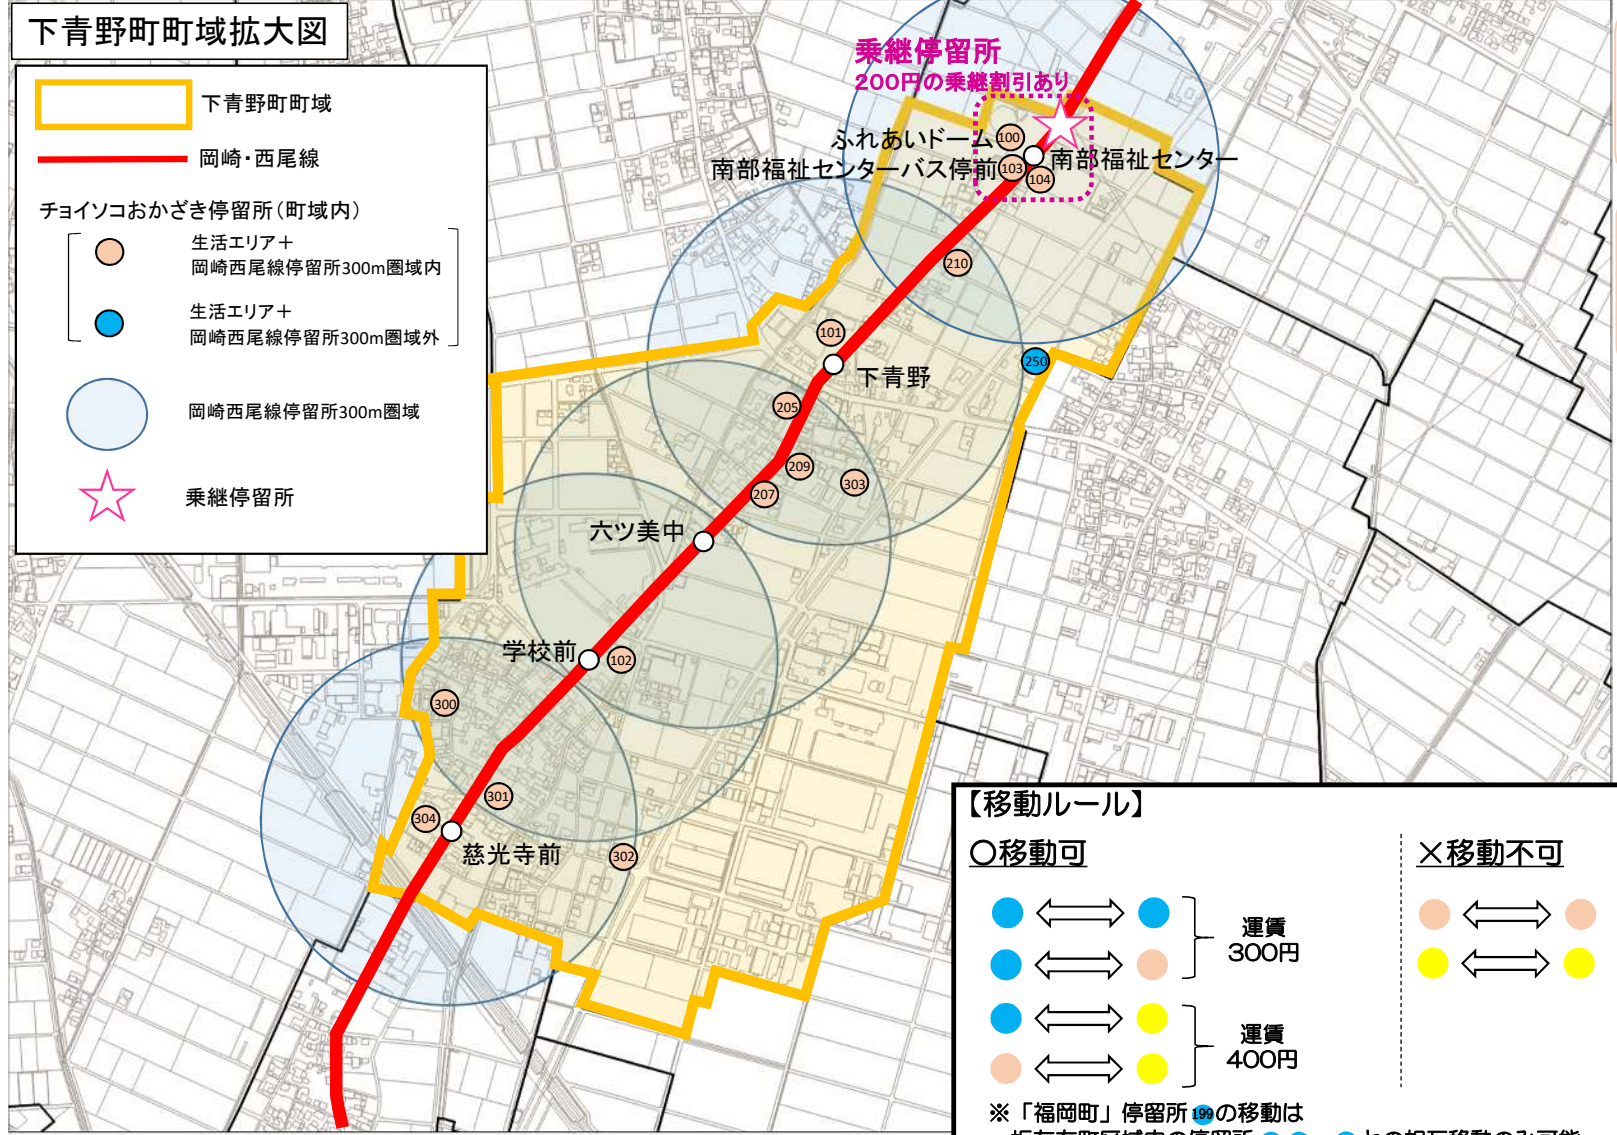 下青野町町域拡大図
下青野町町域
岡崎・西尾線
チョイソコおかざき停留所（町域内）
生活エリア＋
岡崎西尾線停留所300m圏域内
生活エリア＋
岡崎西尾線停留所300m圏域外
岡崎西尾線停留所300m圏域
乗継停留所
乗継停留所
200円の乗継割引あり
ふれあいドーム
100
南部福祉センターバス停前
103
南部福祉センター
104
210
101
250
下青野
205
209
303
207
六ツ美中
学校前
102
300
301
304
慈光寺前
302
【移動ルール】
〇移動可
×移動不可
運賃
300円
運賃
400円
※「福岡町」停留所199の移動は